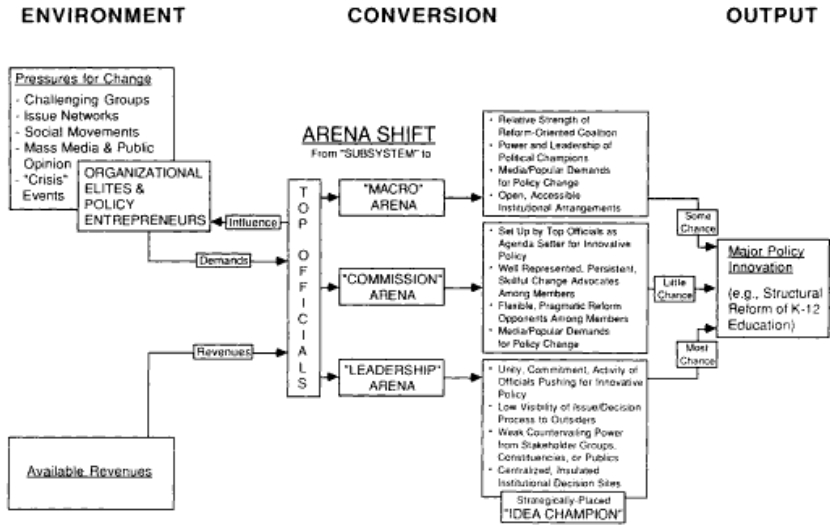 ENVIRONMENT
CONVERSION
OUTPUT
Pressures for Change
- Challenging Groups
- Issue Networks
- Social Movements
- Mass Media & Public
Opinion
- "Crisis"
Events
ORGANIZATIONAL
ELITES &
POLICY
ENTREPRENEURS
Influence
Demands
Revenues
Available Revenues
TOP OFFICIALS
ARENA SHIFT
From "SUBSYSTEM" to
"MACRO"
ARENA
"COMMISSION"
ARENA
"LEADERSHIP"
ARENA
• Relative Strength of
Reform-Oriented Coalition
• Power and Leadership of
Political Champions
• Media/Popular Demands
for Policy Change
• Open, Accessible
Institutional Arrangements
• Set Up by Top Officials as
Agenda Setter for Innovative
Policy
• Well Represented, Persistent,
Skillful Change Advocates
Among Members
• Flexible, Pragmatic Reform
Opponents Among Members
• Media/Popular Demands
for Policy Change
• Unity, Commitment, Activity of
Officials Pushing for Innovative
Policy
• Low Visibility of Issue/Decision
Process to Outsiders
• Weak Countervailing Power
from Stakeholder Groups,
Constituencies, or Publics
• Centralized, Insulated
Institutional Decision Sites
Strategically-Placed
"IDEA CHAMPION"
Some
Chance
Little
Chance
Most
Chance
Major Policy
Innovation
(e.g., Structural
Reform of K-12
Education)